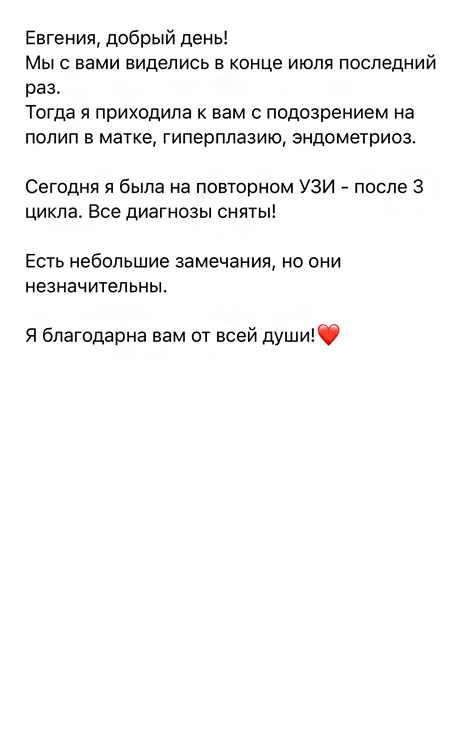 Евгения, добрый день!
Мы с вами виделись в конце июля последний
раз.
Тогда я приходила к вам с подозрением на
полип в матке, гиперплазию, эндометриоз.
Сегодня я была на повторном УЗИ - после 3
цикла. Все диагнозы сняты!
Есть небольшие замечания, но они
незначительны.
Я благодарна вам от всей души!❤️